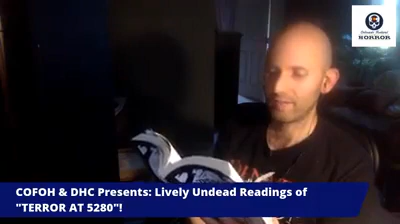 HORROR
COFOH & DHC Presents: Lively Undead Readings of
"TERROR AT 5280"!